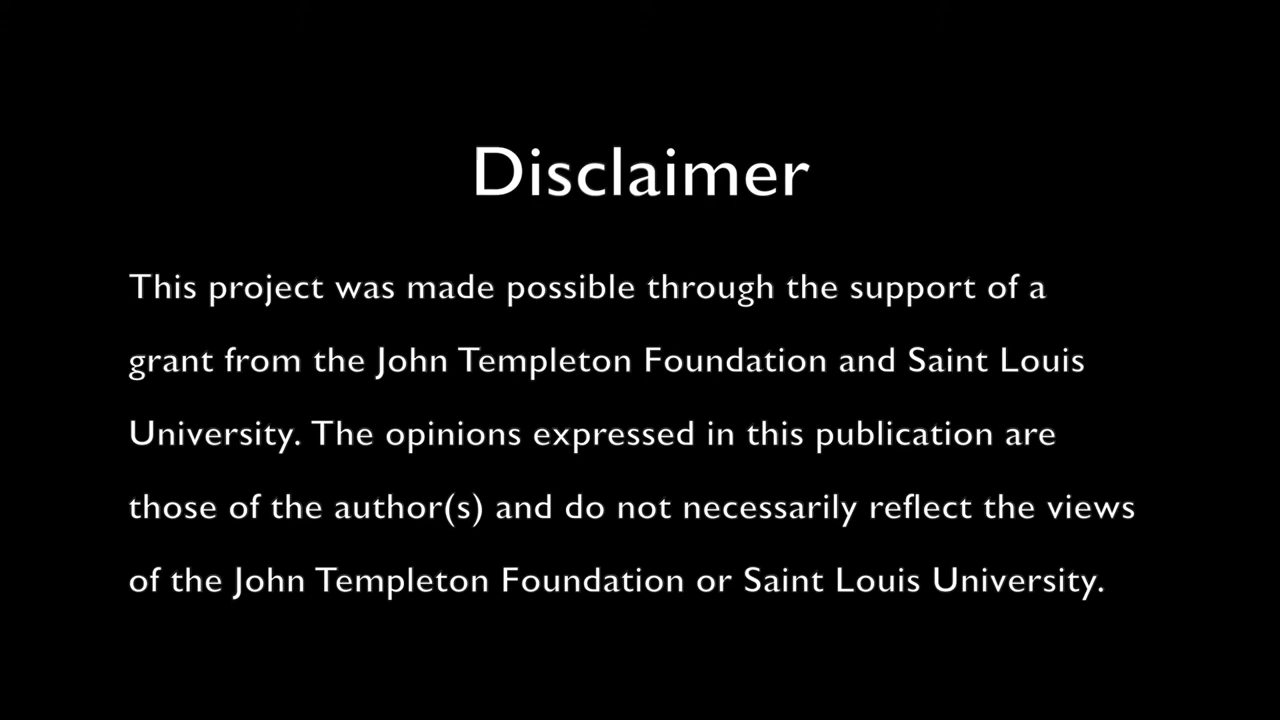 Disclaimer
This project was made possible through the support of a
grant from the John Templeton Foundation and Saint Louis
University. The opinions expressed in this publication are
those of the author(s) and do not necessarily reflect the views
of the John Templeton Foundation or Saint Louis University.